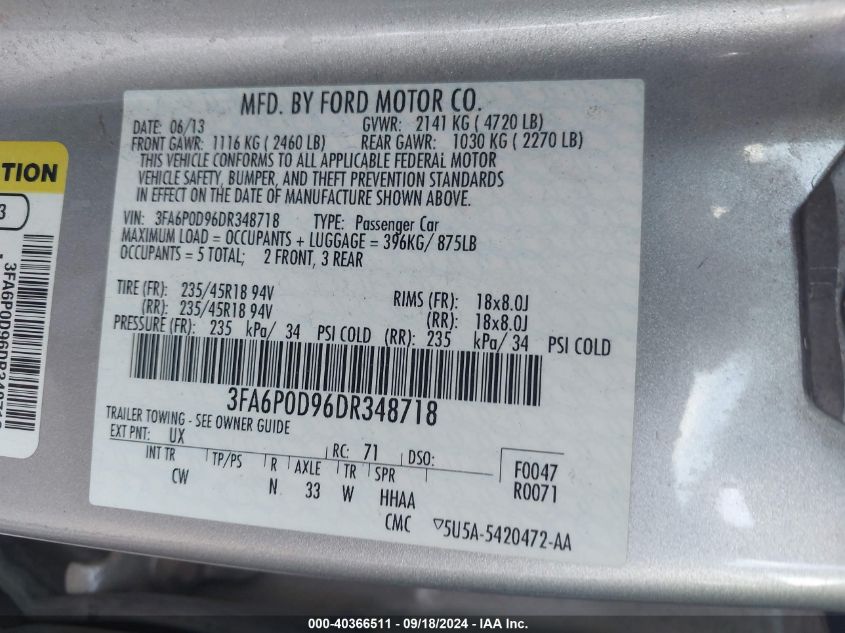 MFD. BY FORD MOTOR CO.
DATE: 06/13 GVWR: 2141 KG ( 4720 LB)
FRONT GAWR: 1116 KG ( 2460 LB) REAR GAWR: 1030 KG ( 2270 LB)
THIS VEHICLE CONFORMS TO ALL APPLICABLE FEDERAL MOTOR
VEHICLE SAFETY, BUMPER, AND THEFT PREVENTION STANDARDS
IN EFFECT ON THE DATE OF MANUFACTURE SHOWN ABOVE.
VIN: 3FA6P0D96DR348718 TYPE: Passenger Car
MAXIMUM LOAD = OCCUPANTS + LUGGAGE = 396KG/ 875LB
OCCUPANTS = 5 TOTAL; 2 FRONT, 3 REAR
TIRE (FR): 235/45R18 94V RIMS (FR): 18x8.0J
(RR): 235/45R18 94V (RR): 18x8.0J
PRESSURE (FR): 235 kPa/ 34 PSI COLD (RR): 235 kPa/ 34 PSI COLD
3FA6P0D96DR348718
TRAILER TOWING - SEE OWNER GUIDE
EXT PNT: UX RC: 71 DSO:
INT TR TP/PS R AXLE TR SPR F0047
CW N 33 W HHAA R0071
CMC ▽5U5A-5420472-AA
TION
3
3FA6P0D96DR348718
000-40366511 - 09/18/2024 - IAA Inc.